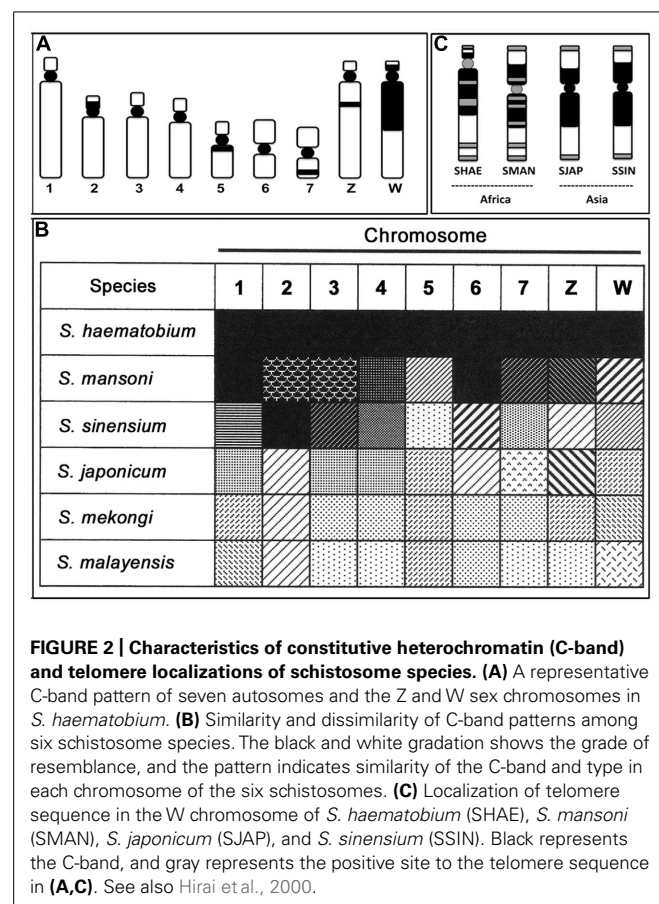 A
1 2 3 4 5 6 7 Z W
C
SHAE SMAN SJAP SSIN
Africa Asia
B
Chromosome
Species 1 2 3 4 5 6 7 Z W
S. haematobium
S. mansoni
S. sinensium
S. japonicum
S. mekongi
S. malayensis
FIGURE 2 | Characteristics of constitutive heterochromatin (C-band)
and telomere localizations of schistosome species. (A) A representative
C-band pattern of seven autosomes and the Z and W sex chromosomes in
S. haematobium. (B) Similarity and dissimilarity of C-band patterns among
six schistosome species. The black and white gradation shows the grade of
resemblance, and the pattern indicates similarity of the C-band and type in
each chromosome of the six schistosomes. (C) Localization of telomere
sequence in the W chromosome of S. haematobium (SHAE), S. mansoni
(SMAN), S. japonicum (SJAP), and S. sinensium (SSIN). Black represents
the C-band, and gray represents the positive site to the telomere sequence
in (A,C). See also Hirai et al., 2000.